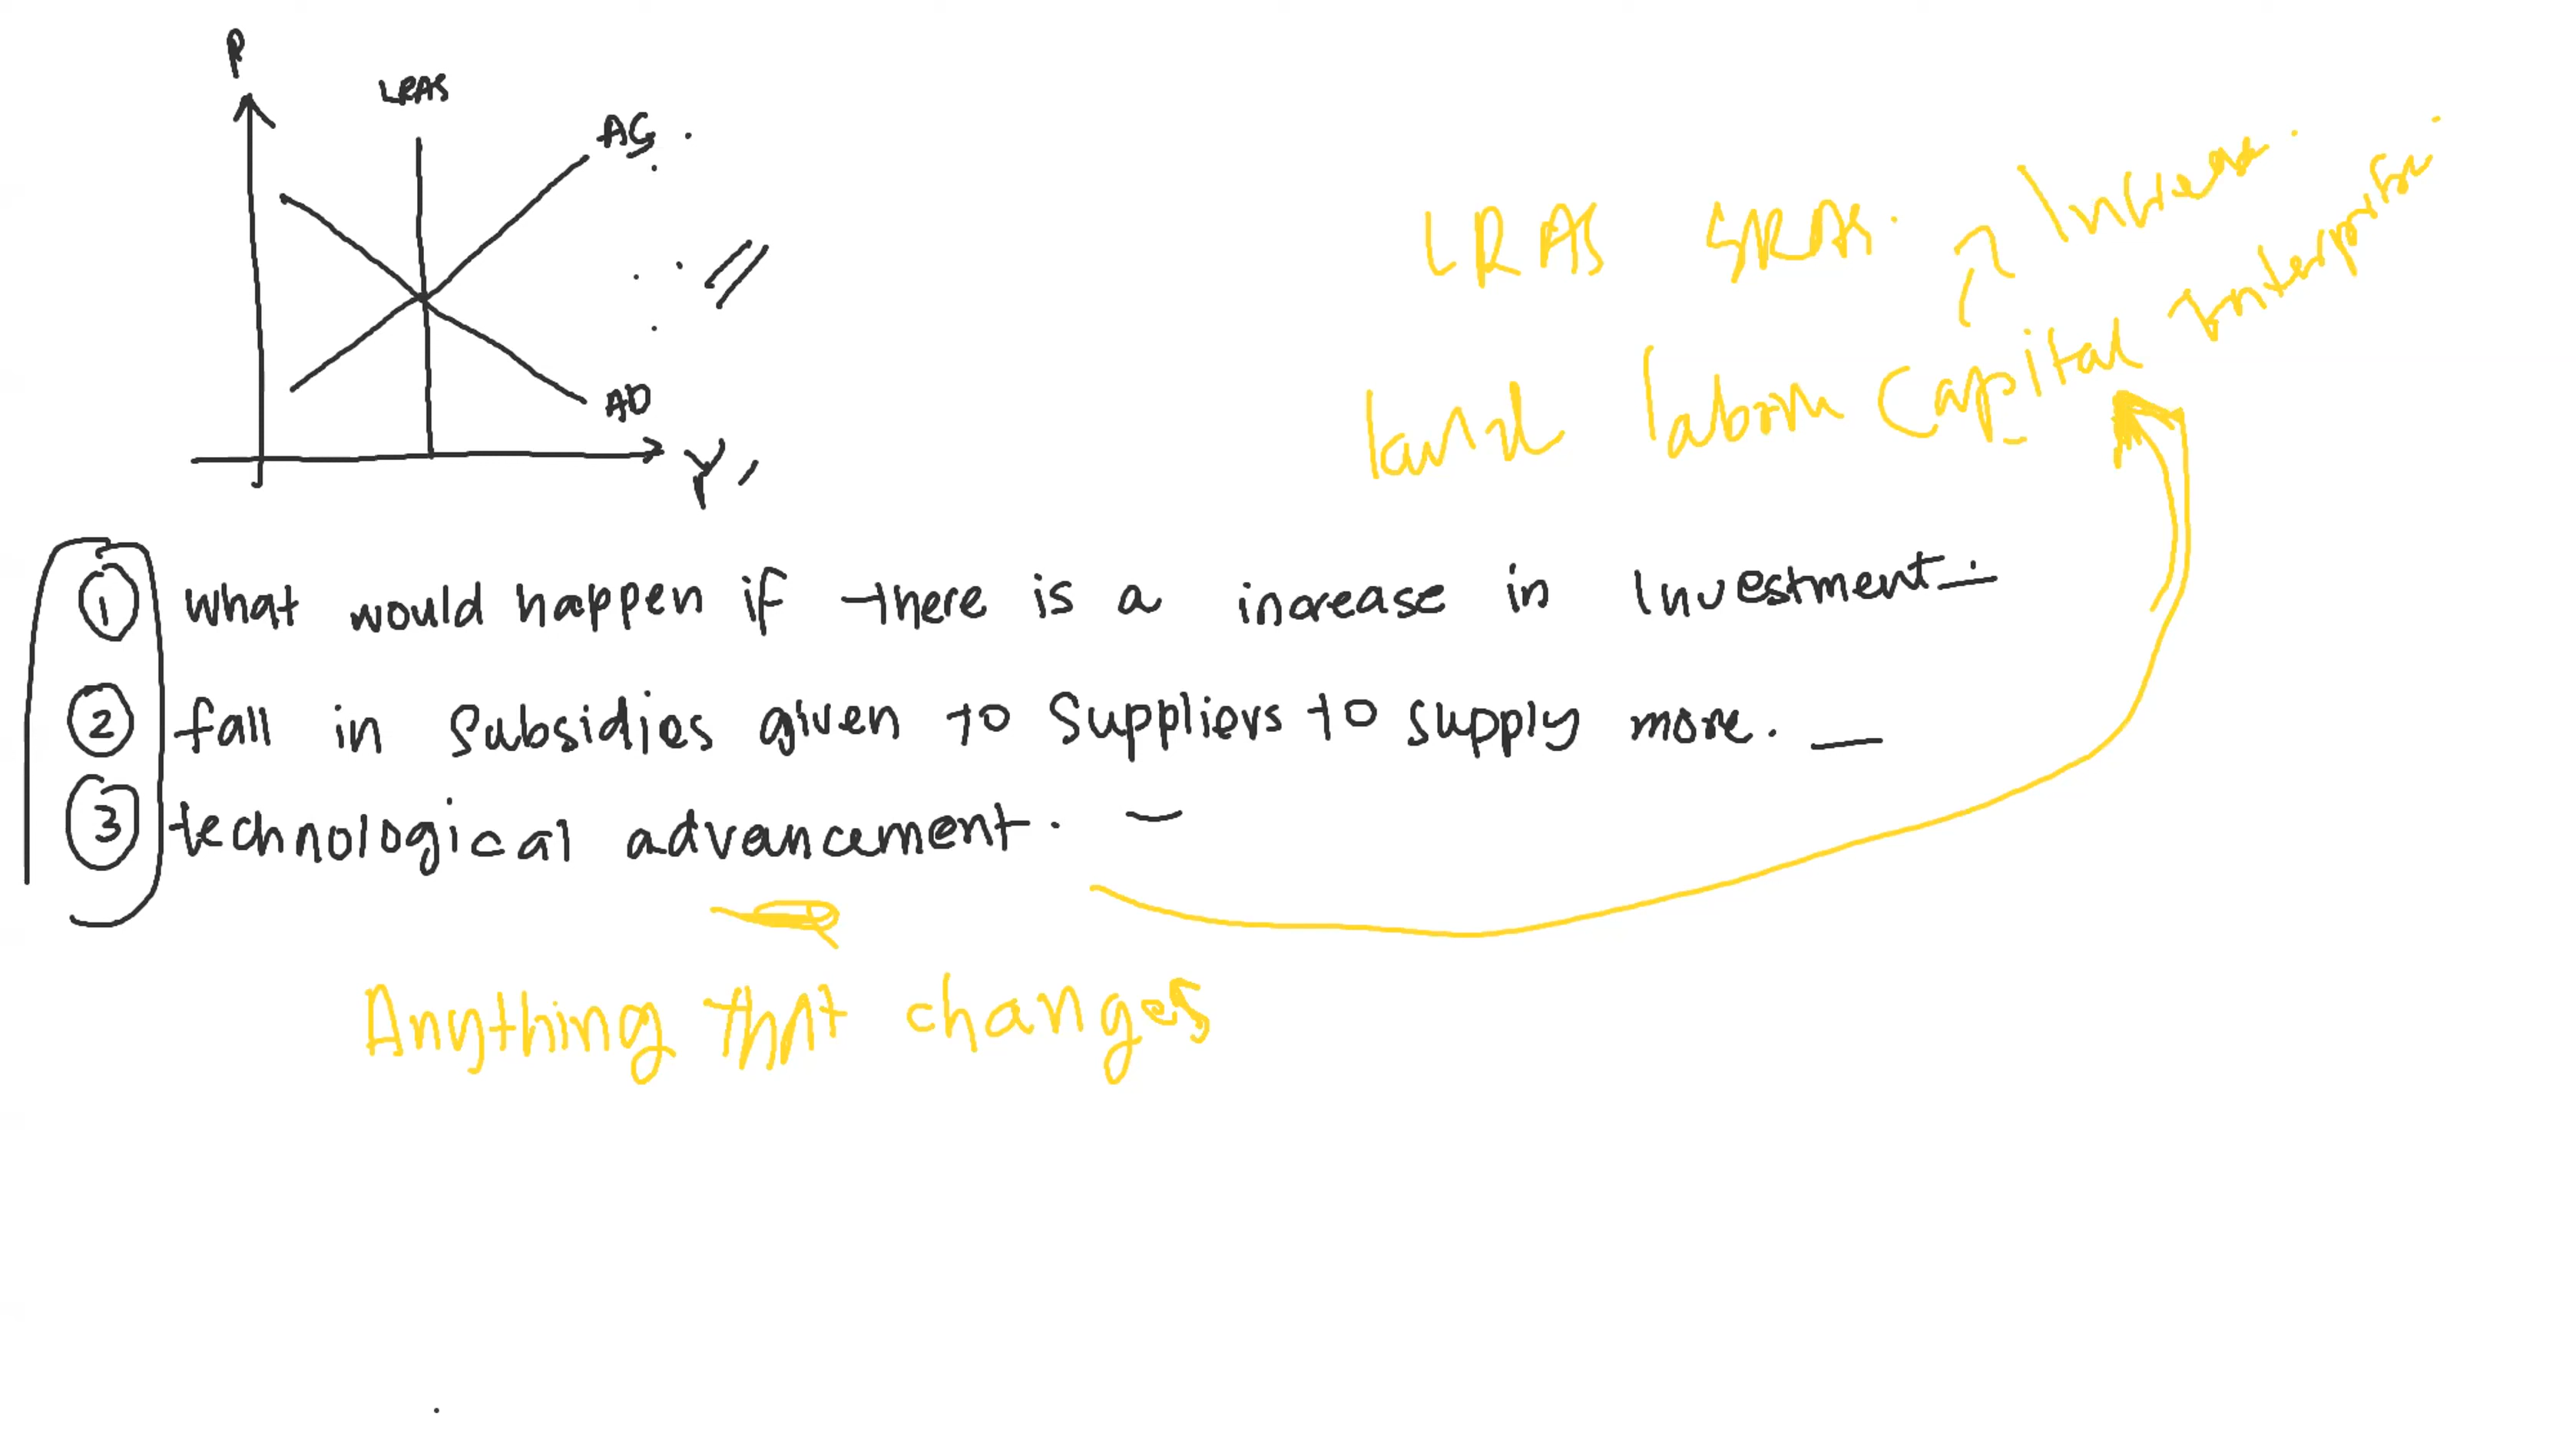 P
LRAS
AS
AD
Y
LRAS SRAS. Increase.
land labour Capital Enterprise
① what would happen if there is a increase in Investment
② fall in Subsidies given to Suppliers to supply more.
③ technological advancement.
Anything that changes